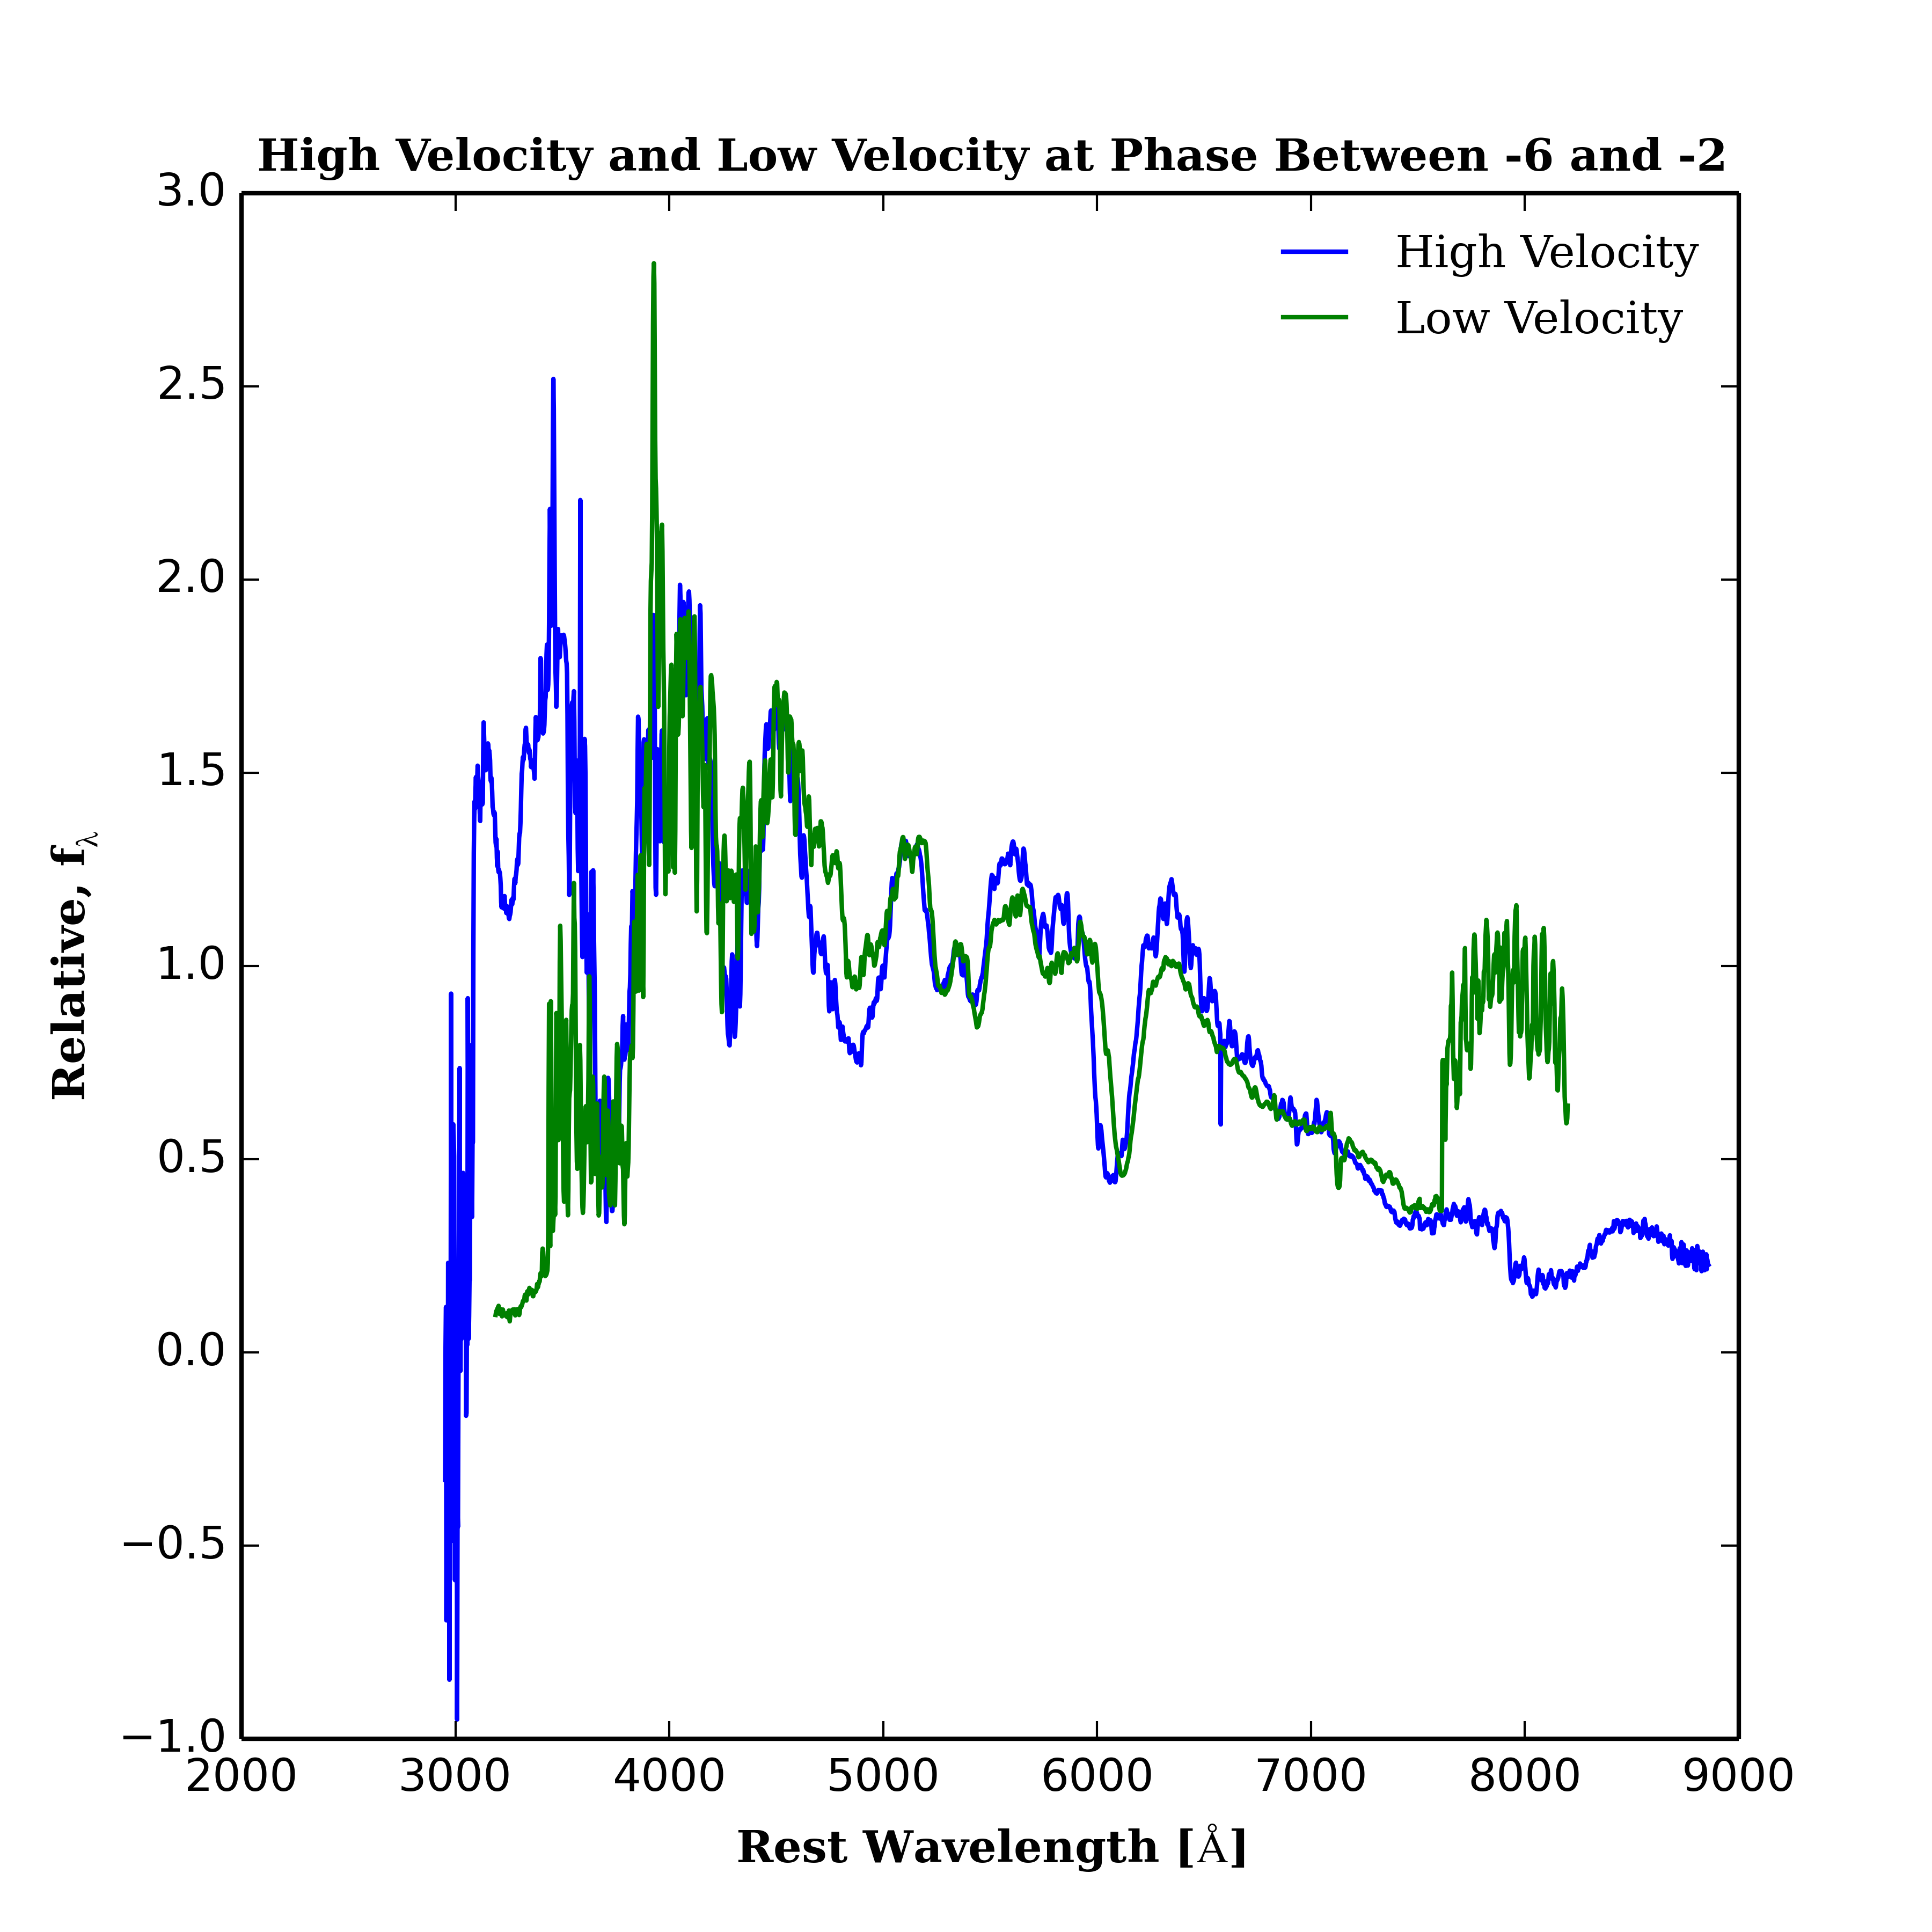 High Velocity and Low Velocity at Phase Between -6 and -2
High Velocity
Low Velocity
3.0
2.5
2.0
1.5
1.0
0.5
0.0
−0.5
−1.0
Relative, fλ
2000 3000 4000 5000 6000 7000 8000 9000
Rest Wavelength [Å]